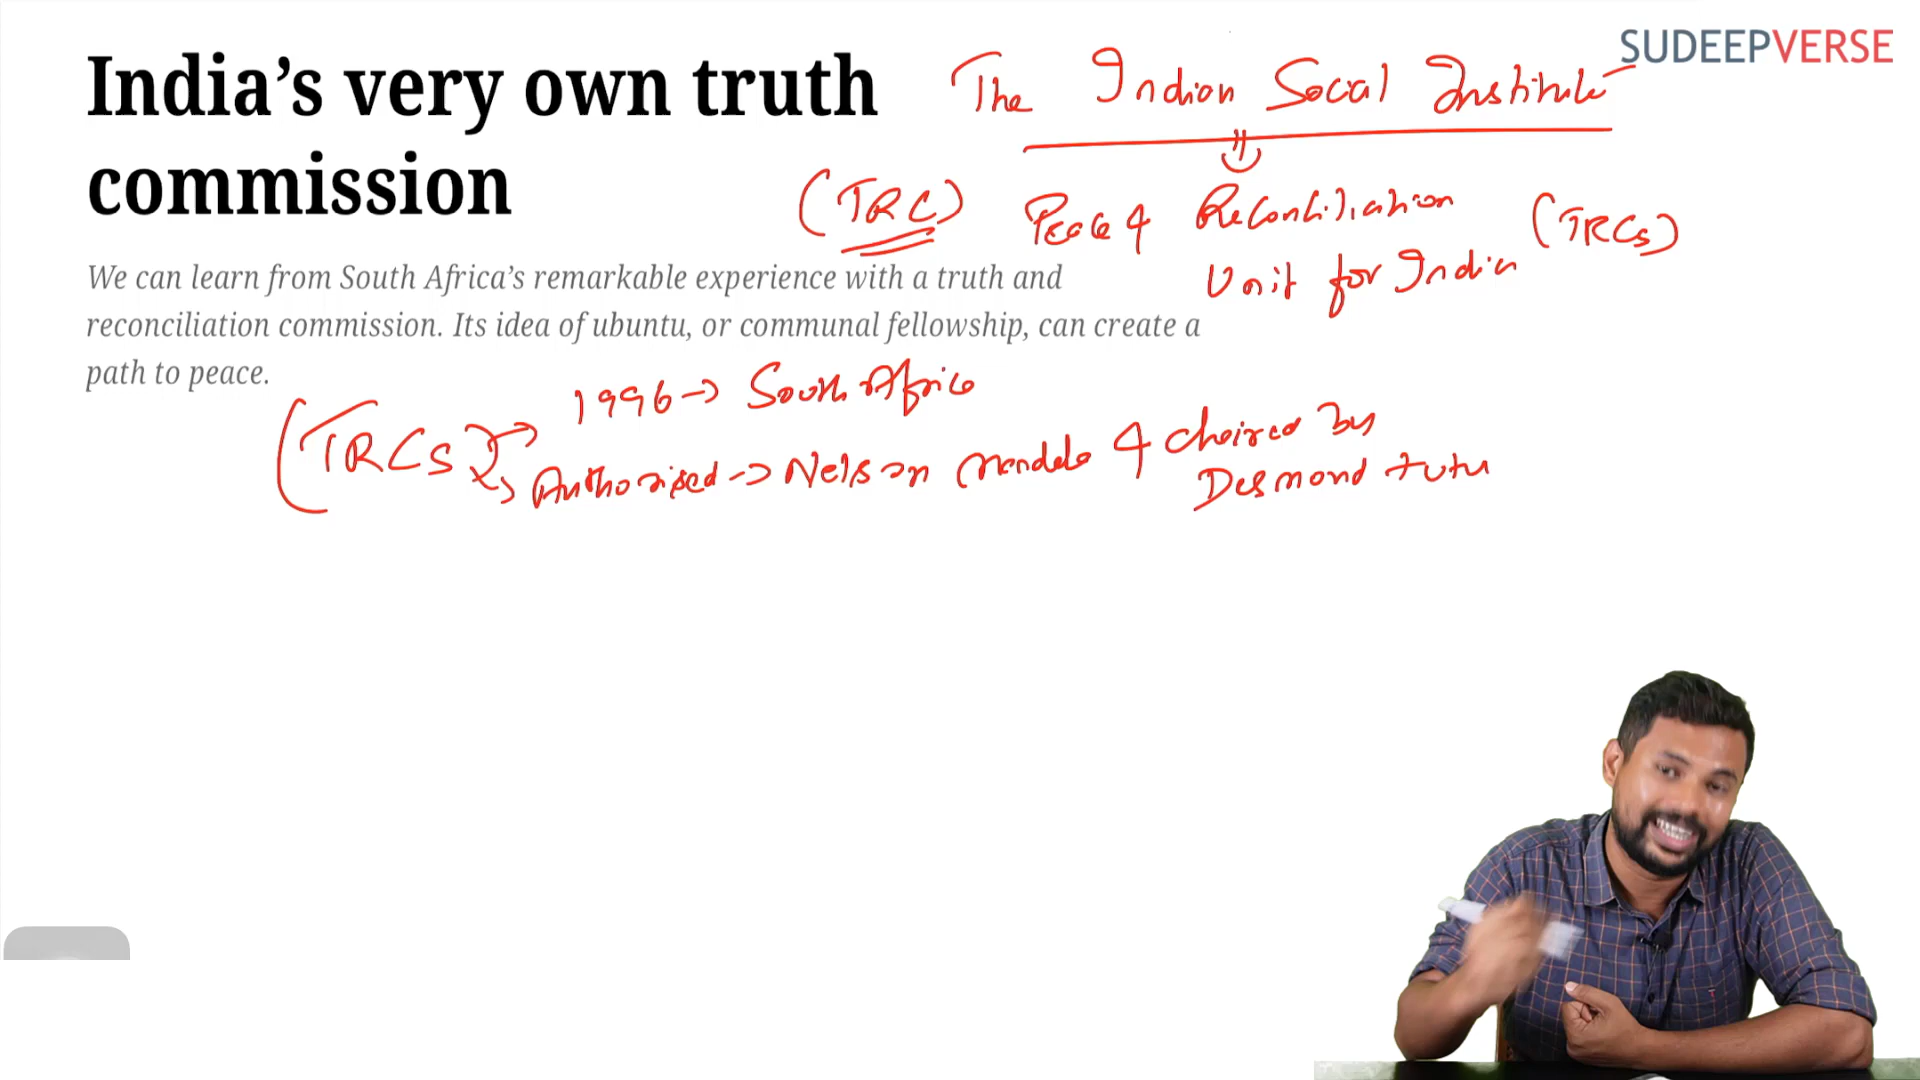 SUDEEPVERSE
India's very own truth
commission
The Indian Social Institute
(TRC) Peace & Reconciliation (TRCs)
Unit for India
We can learn from South Africa's remarkable experience with a truth and
reconciliation commission. Its idea of ubuntu, or communal fellowship, can create a
path to peace.
1996 → South Africa
(TRCs) → Authorised → Nelson Mandela & chaired by
Desmond tutu